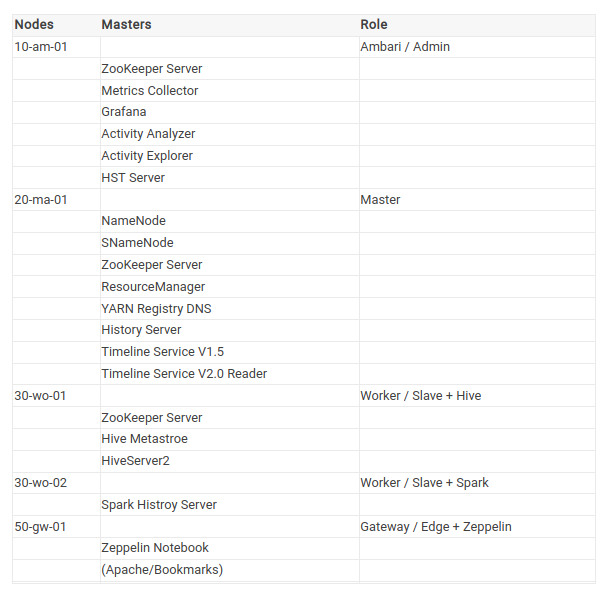 Nodes Masters Role
10-am-01 Ambari / Admin
ZooKeeper Server
Metrics Collector
Grafana
Activity Analyzer
Activity Explorer
HST Server
20-ma-01 Master
NameNode
SNameNode
ZooKeeper Server
ResourceManager
YARN Registry DNS
History Server
Timeline Service V1.5
Timeline Service V2.0 Reader
30-wo-01 Worker / Slave + Hive
ZooKeeper Server
Hive Metastroe
HiveServer2
30-wo-02 Worker / Slave + Spark
Spark Histroy Server
50-gw-01 Gateway / Edge + Zeppelin
Zeppelin Notebook
(Apache/Bookmarks)